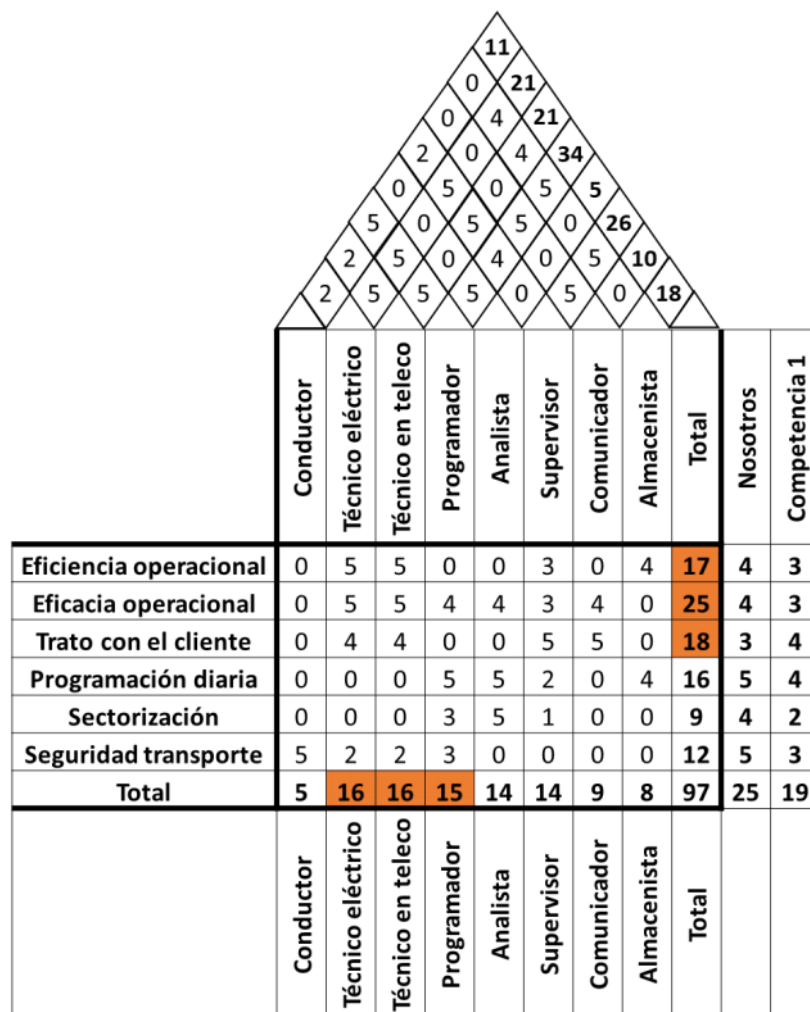 11
0 21
0 4 21
2 0 4 34
0 5 0 5 5
5 0 5 5 0 26
2 5 0 4 0 5 10
2 5 5 5 0 5 0 18
Conductor Técnico eléctrico Técnico en teleco Programador Analista Supervisor Comunicador Almacenista Total Nosotros Competencia 1
Eficiencia operacional 0 5 5 0 0 3 0 4 17 4 3
Eficacia operacional 0 5 5 4 4 3 4 0 25 4 3
Trato con el cliente 0 4 4 0 0 5 5 0 18 3 4
Programación diaria 0 0 0 5 5 2 0 4 16 5 4
Sectorización 0 0 0 3 5 1 0 0 9 4 2
Seguridad transporte 5 2 2 3 0 0 0 0 12 5 3
Total 5 16 16 15 14 14 9 8 97 25 19
Conductor Técnico eléctrico Técnico en teleco Programador Analista Supervisor Comunicador Almacenista Total